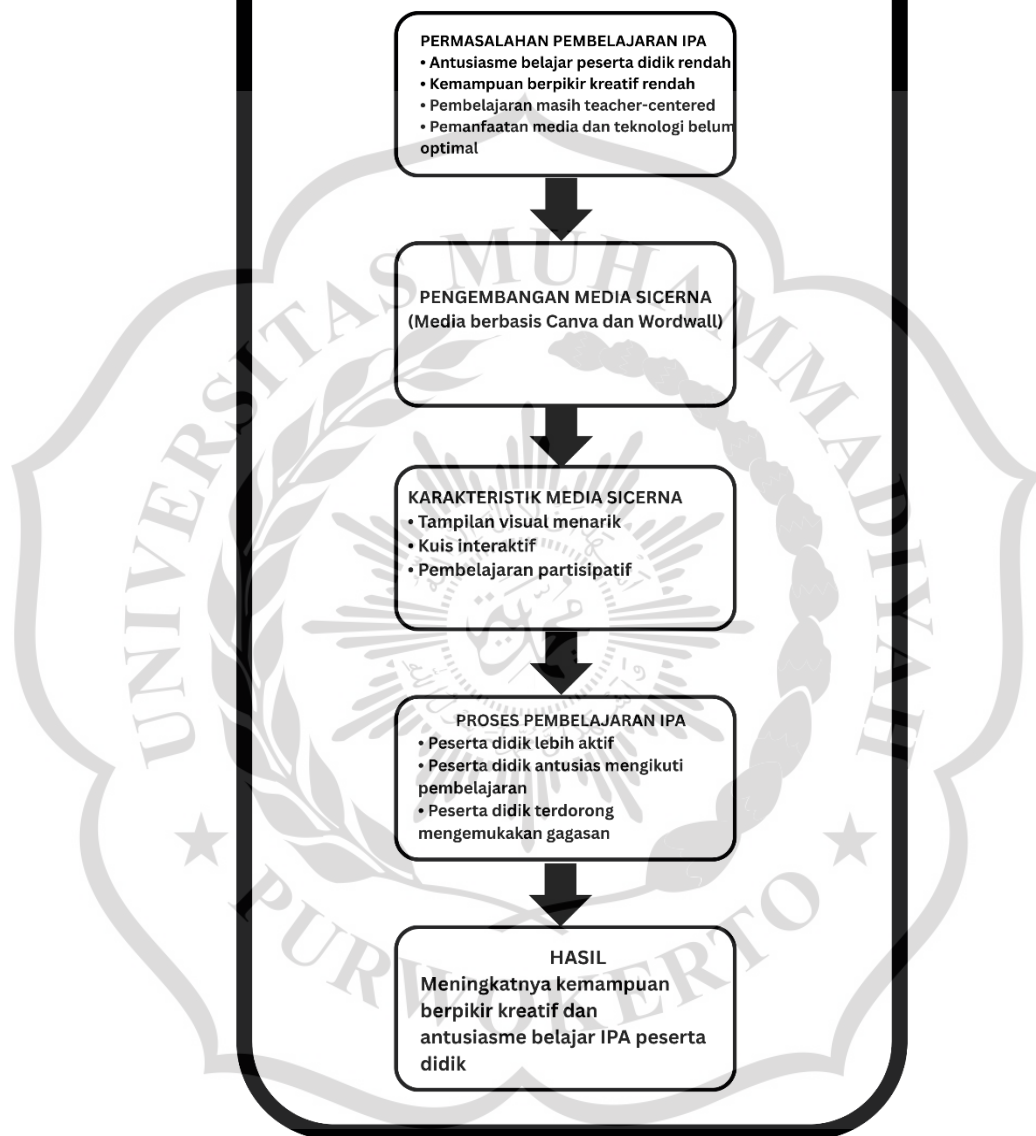 PERMASALAHAN PEMBELAJARAN IPA
• Antusiasme belajar peserta didik rendah
• Kemampuan berpikir kreatif rendah
• Pembelajaran masih teacher-centered
• Pemanfaatan media dan teknologi belum
optimal
PENGEMBANGAN MEDIA SICERNA
(Media berbasis Canva dan Wordwall)
KARAKTERISTIK MEDIA SICERNA
• Tampilan visual menarik
• Kuis interaktif
• Pembelajaran partisipatif
PROSES PEMBELAJARAN IPA
• Peserta didik lebih aktif
• Peserta didik antusias mengikuti
pembelajaran
• Peserta didik terdorong
mengemukakan gagasan
HASIL
Meningkatnya kemampuan
berpikir kreatif dan
antusiasme belajar IPA peserta
didik
UNIVERSITAS MUHAMMADIYAH
PURWOKERTO